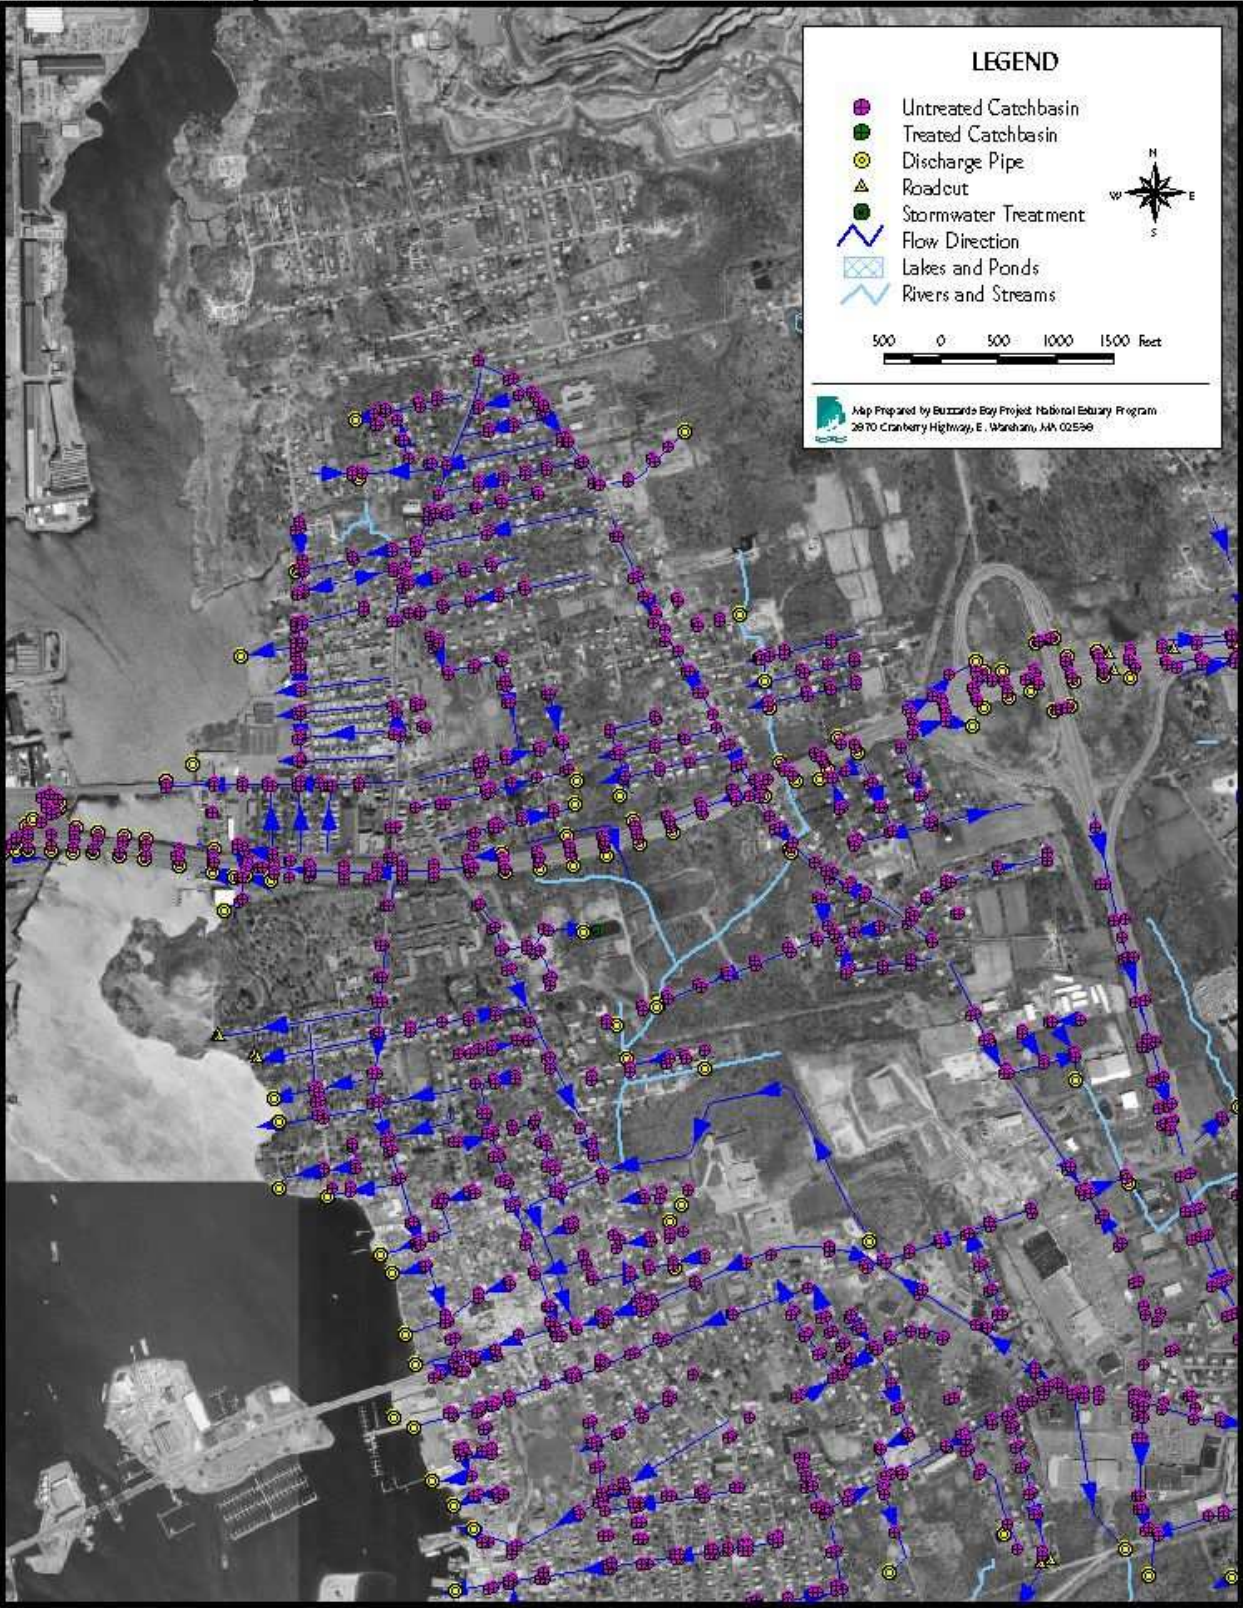 LEGEND
Untreated Catchbasin
Treated Catchbasin
Discharge Pipe
Roadcut
Stormwater Treatment
Flow Direction
Lakes and Ponds
Rivers and Streams
N
W E
S
500 0 500 1000 1500 Feet
Map Prepared by Buzzards Bay Project National Estuary Program
2870 Cranberry Highway, E. Wareham, MA 02538